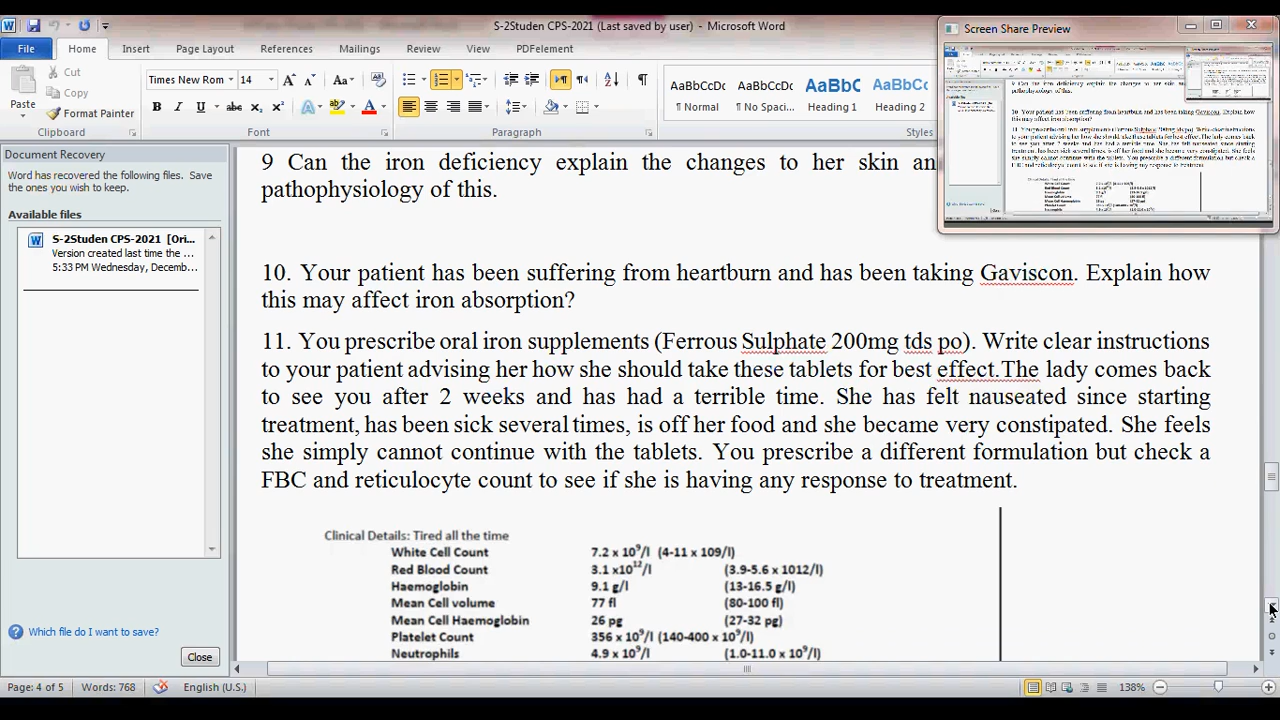 S-2Studen CPS-2021 (Last saved by user) - Microsoft Word
File Home Insert Page Layout References Mailings Review View PDFelement
Cut
Copy
Format Painter
Paste
Clipboard
Times New Rom 14
Font
Paragraph
AaBbCcDd AaBbCcDd AaBbC AaBbCc
¶ Normal ¶ No Spaci... Heading 1 Heading 2
Styles
Screen Share Preview
Document Recovery
Word has recovered the following files. Save
the ones you wish to keep.
Available files
S-2Studen CPS-2021 [Ori...
Version created last time the ...
5:33 PM Wednesday, Decemb...
Which file do I want to save?
Close
9 Can the iron deficiency explain the changes to her skin an
pathophysiology of this.
10. Your patient has been suffering from heartburn and has been taking Gaviscon. Explain how
this may affect iron absorption?
11. You prescribe oral iron supplements (Ferrous Sulphate 200mg tds po). Write clear instructions
to your patient advising her how she should take these tablets for best effect.The lady comes back
to see you after 2 weeks and has had a terrible time. She has felt nauseated since starting
treatment, has been sick several times, is off her food and she became very constipated. She feels
she simply cannot continue with the tablets. You prescribe a different formulation but check a
FBC and reticulocyte count to see if she is having any response to treatment.
Clinical Details: Tired all the time
White Cell Count 7.2 x 10⁹/l (4-11 x 109/l)
Red Blood Count 3.1 x10¹²/l (3.9-5.6 x 1012/l)
Haemoglobin 9.1 g/l (13-16.5 g/l)
Mean Cell volume 77 fl (80-100 fl)
Mean Cell Haemoglobin 26 pg (27-32 pg)
Platelet Count 356 x 10⁹/l (140-400 x 10⁹/l)
Neutrophils 4.9 x 10⁹/l (1.0-11.0 x 10⁹/l)
Page: 4 of 5 Words: 768 English (U.S.) 138%